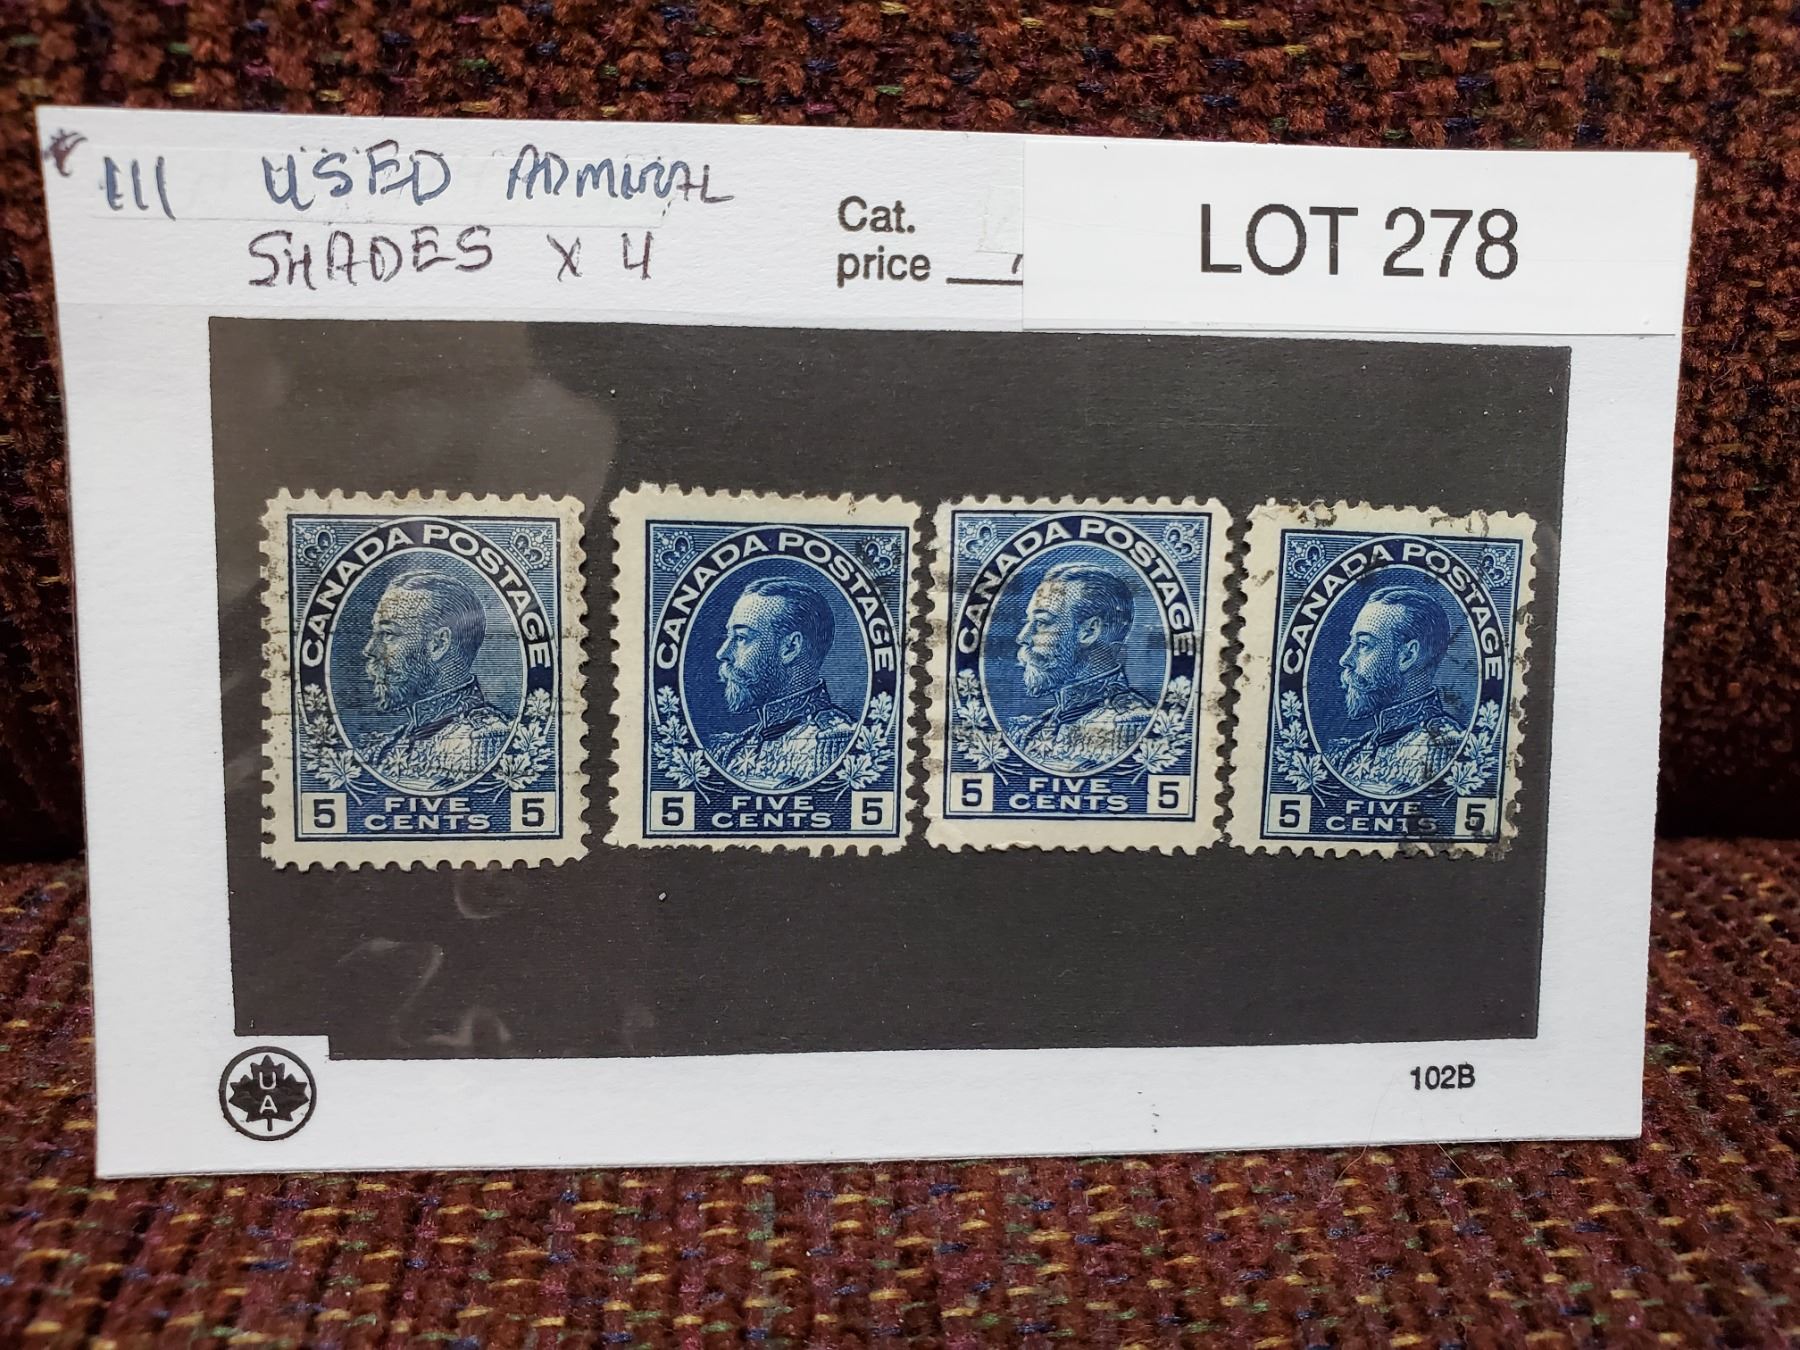 * 111 USED ADMIRAL
SHADES X 4
Cat.
price
LOT 278
CANADA POSTAGE
5 FIVE CENTS 5
CANADA POSTAGE
5 FIVE CENTS 5
CANADA POSTAGE
5 FIVE CENTS 5
CANADA POSTAGE
5 FIVE CENTS 5
U
A
102B